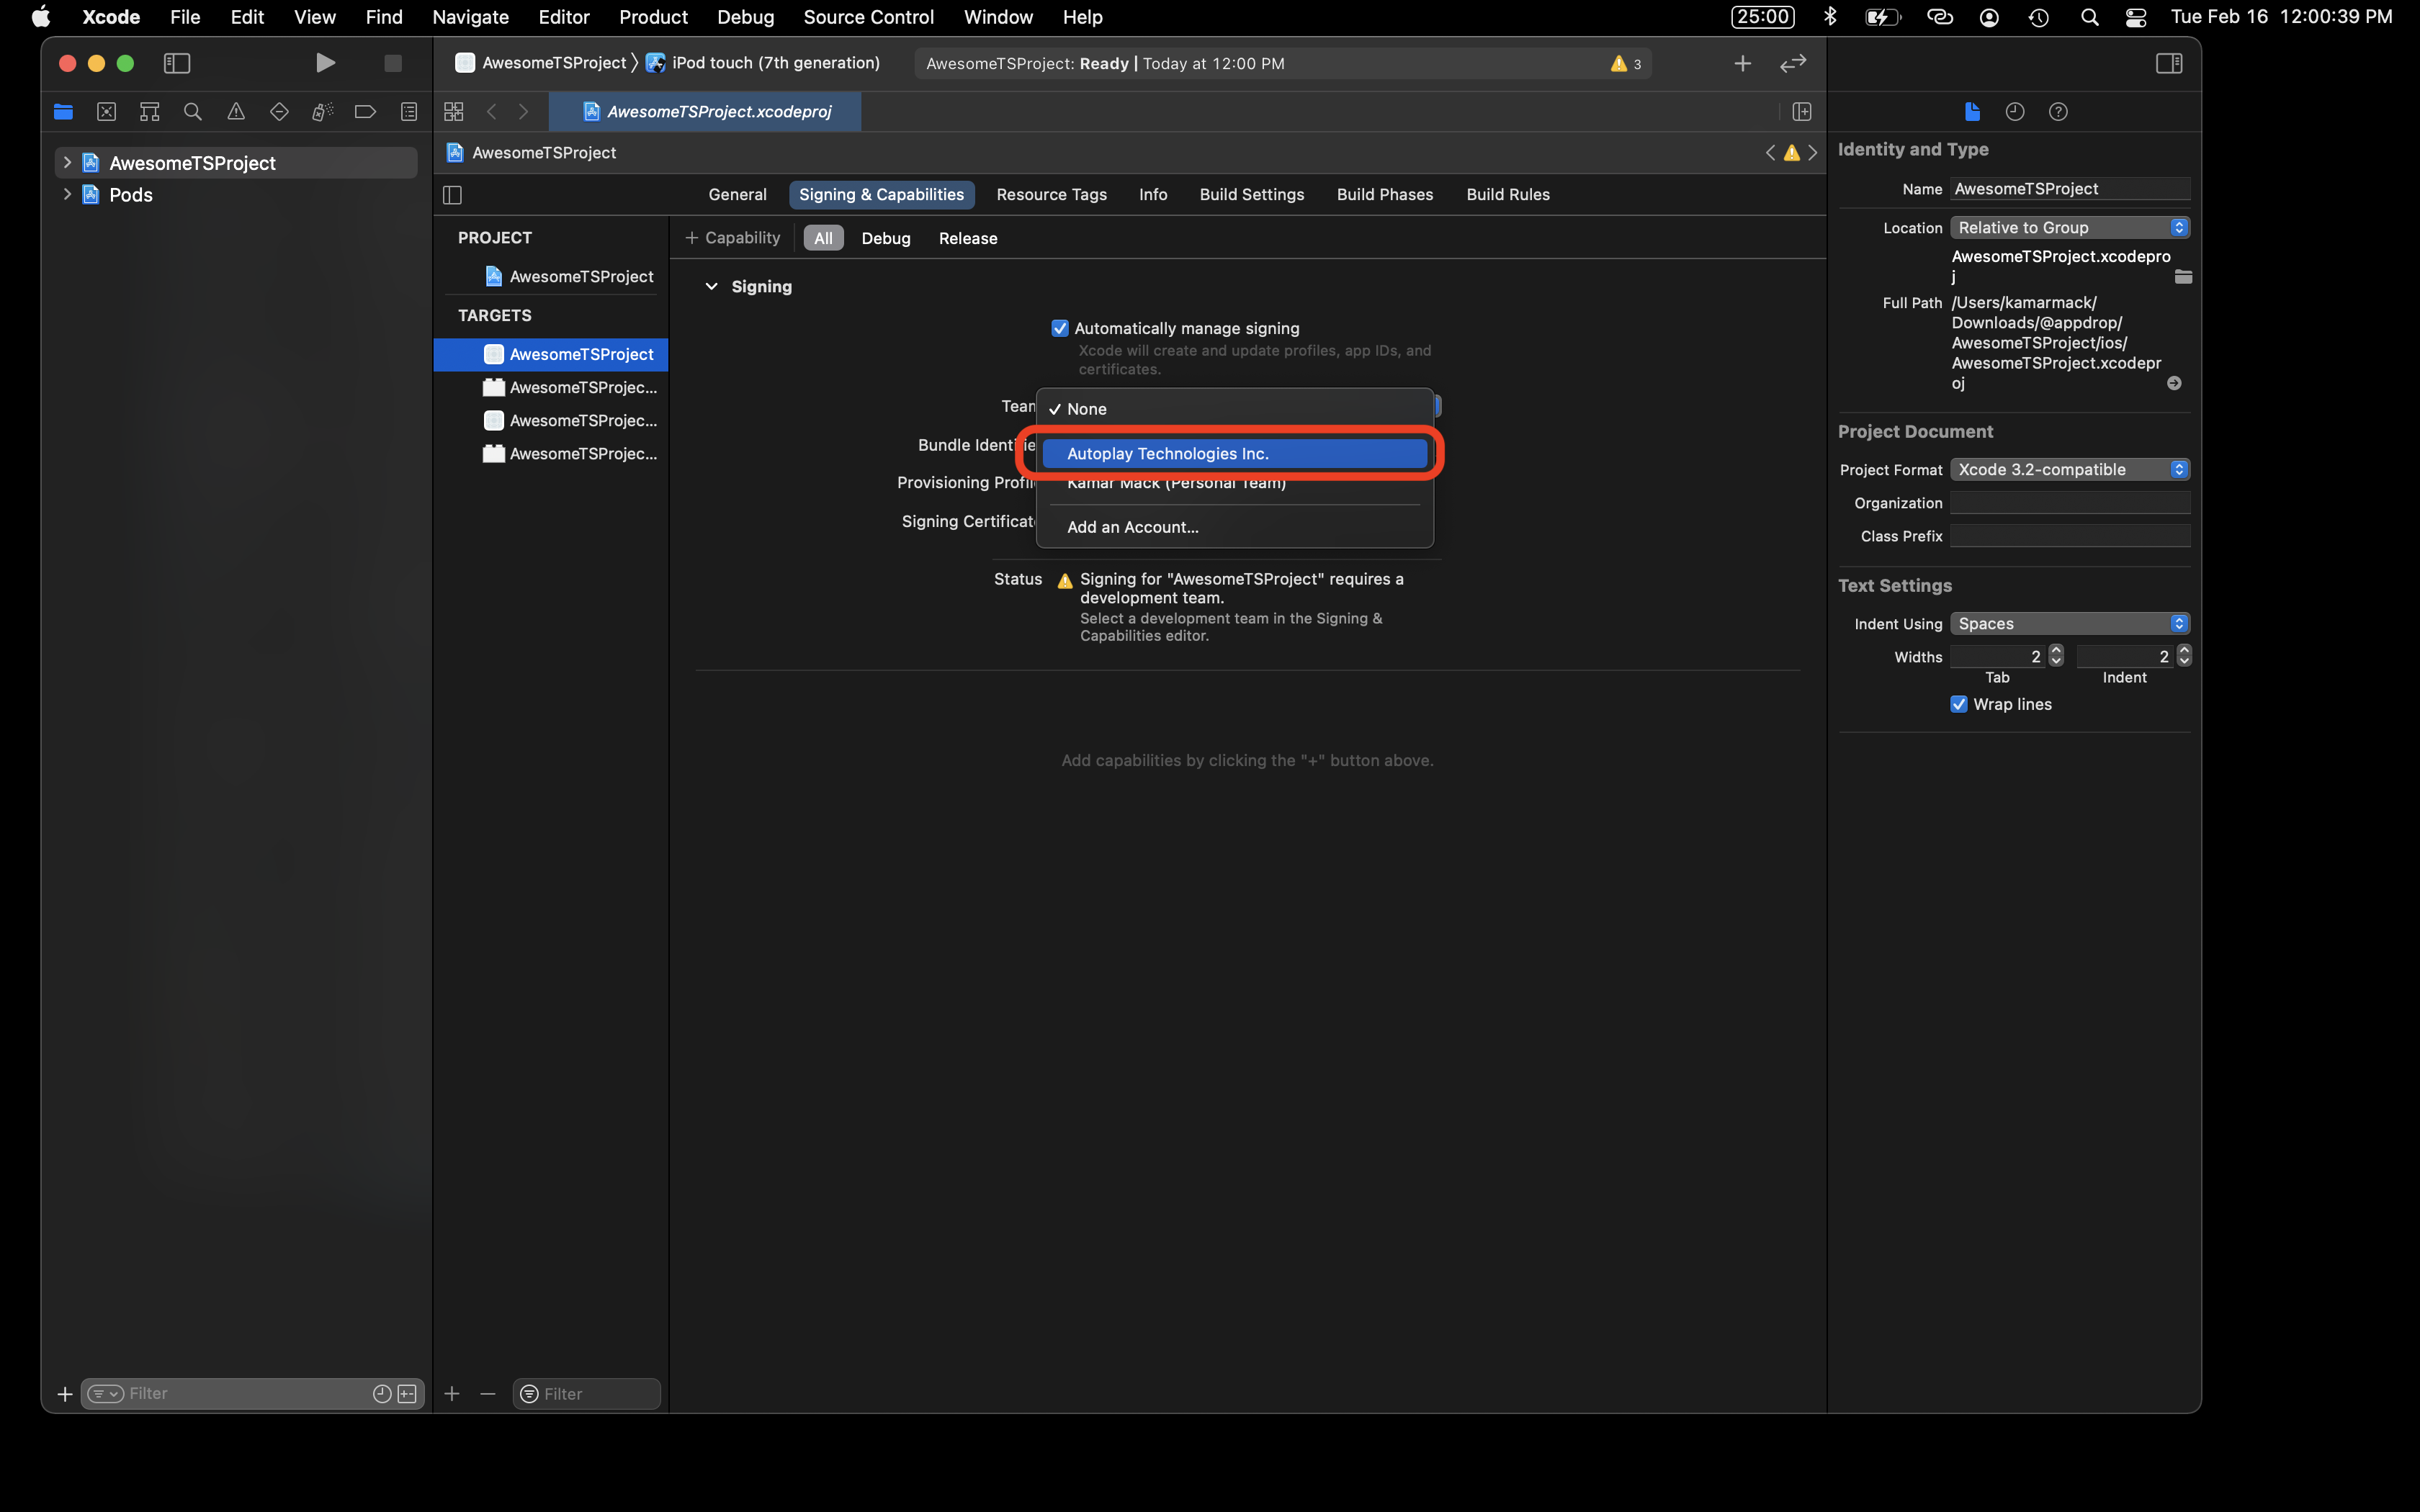 Xcode File Edit View Find Navigate Editor Product Debug Source Control Window Help 25:00 Tue Feb 16 12:00:39 PM
AwesomeTSProject iPod touch (7th generation) AwesomeTSProject: Ready | Today at 12:00 PM 3
AwesomeTSProject.xcodeproj
AwesomeTSProject
Pods
AwesomeTSProject
General Signing & Capabilities Resource Tags Info Build Settings Build Phases Build Rules
PROJECT
AwesomeTSProject
TARGETS
AwesomeTSProject
AwesomeTSProjec...
AwesomeTSProjec...
AwesomeTSProjec...
+ Capability All Debug Release
Signing
Automatically manage signing
Xcode will create and update profiles, app IDs, and
certificates.
Team
None
Bundle Identifie
Autoplay Technologies Inc.
Provisioning Profil
Kamar Mack (Personal Team)
Signing Certificat
Add an Account...
Status Signing for "AwesomeTSProject" requires a
development team.
Select a development team in the Signing &
Capabilities editor.
Add capabilities by clicking the "+" button above.
Identity and Type
Name AwesomeTSProject
Location Relative to Group
AwesomeTSProject.xcodepro
j
Full Path /Users/kamarmack/
Downloads/@appdrop/
AwesomeTSProject/ios/
AwesomeTSProject.xcodepr
oj
Project Document
Project Format Xcode 3.2-compatible
Organization
Class Prefix
Text Settings
Indent Using Spaces
Widths 2 2
Tab Indent
Wrap lines
Filter
Filter